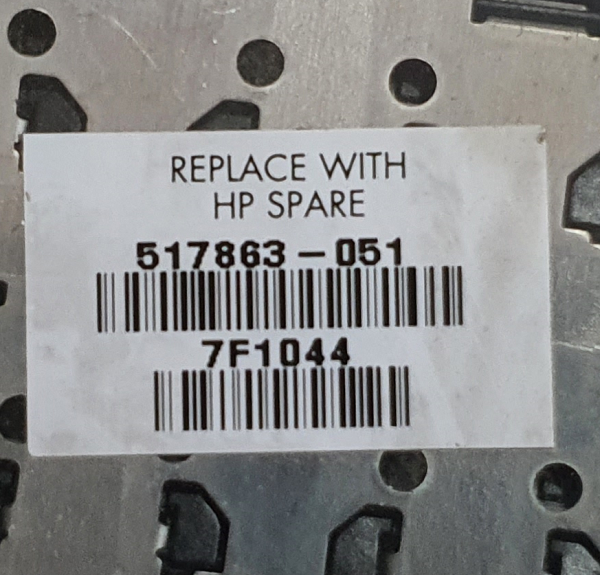 REPLACE WITH
HP SPARE
517863-051
7F1044